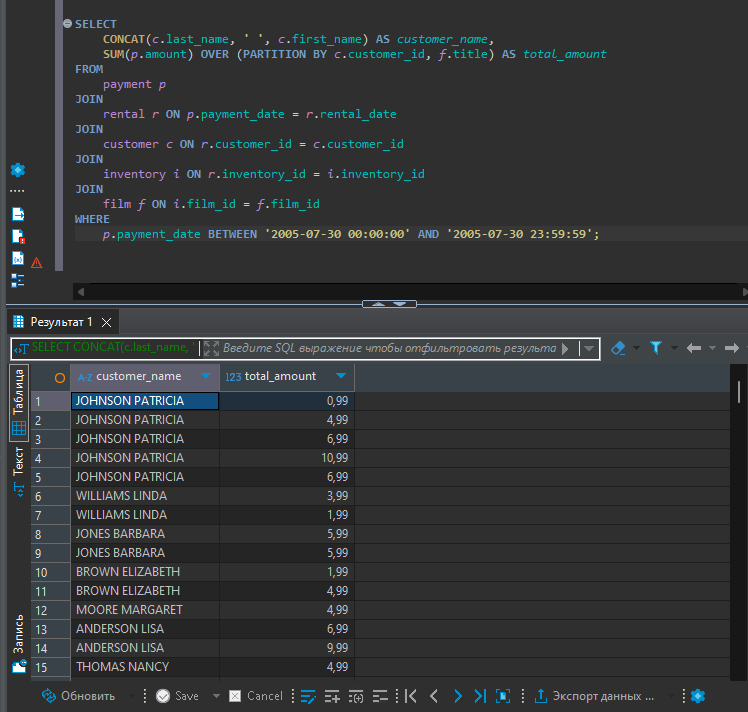 SELECT
CONCAT(c.last_name, ' ', c.first_name) AS customer_name,
SUM(p.amount) OVER (PARTITION BY c.customer_id, f.title) AS total_amount
FROM
payment p
JOIN
rental r ON p.payment_date = r.rental_date
JOIN
customer c ON r.customer_id = c.customer_id
JOIN
inventory i ON r.inventory_id = i.inventory_id
JOIN
film f ON i.film_id = f.film_id
WHERE
p.payment_date BETWEEN '2005-07-30 00:00:00' AND '2005-07-30 23:59:59';
Результат 1
SELECT CONCAT(c.last_name, ' Введите SQL выражение чтобы отфильтровать результа
Таблица
Текст
Запись
A-Z customer_name 123 total_amount
1 JOHNSON PATRICIA 0,99
2 JOHNSON PATRICIA 4,99
3 JOHNSON PATRICIA 6,99
4 JOHNSON PATRICIA 10,99
5 JOHNSON PATRICIA 6,99
6 WILLIAMS LINDA 3,99
7 WILLIAMS LINDA 1,99
8 JONES BARBARA 5,99
9 JONES BARBARA 5,99
10 BROWN ELIZABETH 1,99
11 BROWN ELIZABETH 4,99
12 MOORE MARGARET 4,99
13 ANDERSON LISA 6,99
14 ANDERSON LISA 9,99
15 THOMAS NANCY 4,99
Обновить Save Cancel Экспорт данных ...